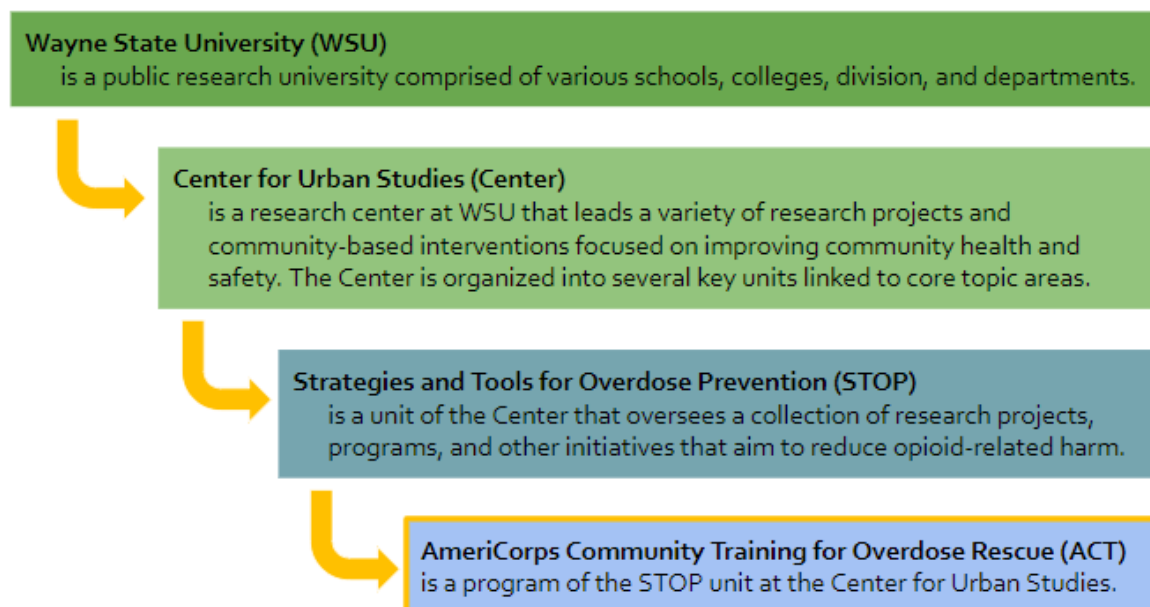 Wayne State University (WSU)
is a public research university comprised of various schools, colleges, division, and departments.
Center for Urban Studies (Center)
is a research center at WSU that leads a variety of research projects and
community-based interventions focused on improving community health and
safety. The Center is organized into several key units linked to core topic areas.
Strategies and Tools for Overdose Prevention (STOP)
is a unit of the Center that oversees a collection of research projects,
programs, and other initiatives that aim to reduce opioid-related harm.
AmeriCorps Community Training for Overdose Rescue (ACT)
is a program of the STOP unit at the Center for Urban Studies.